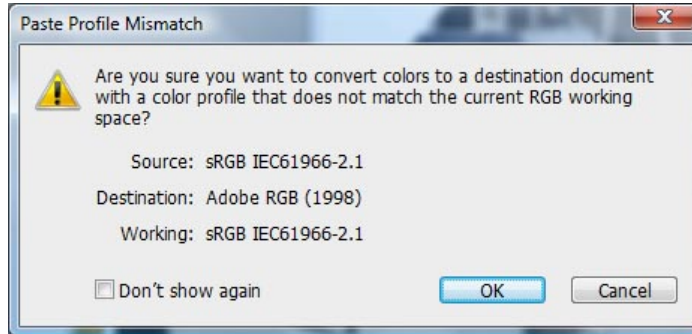 Paste Profile Mismatch
Are you sure you want to convert colors to a destination document
with a color profile that does not match the current RGB working
space?
Source: sRGB IEC61966-2.1
Destination: Adobe RGB (1998)
Working: sRGB IEC61966-2.1
Don't show again
OK
Cancel